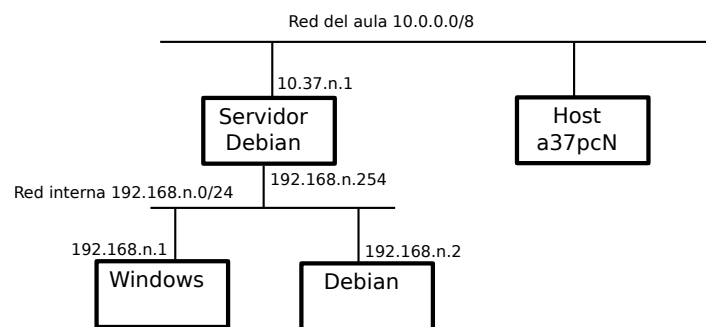 Red del aula 10.0.0.0/8
10.37.n.1
Servidor
Debian
Host
a37pcN
192.168.n.254
Red interna 192.168.n.0/24
192.168.n.1
192.168.n.2
Windows
Debian